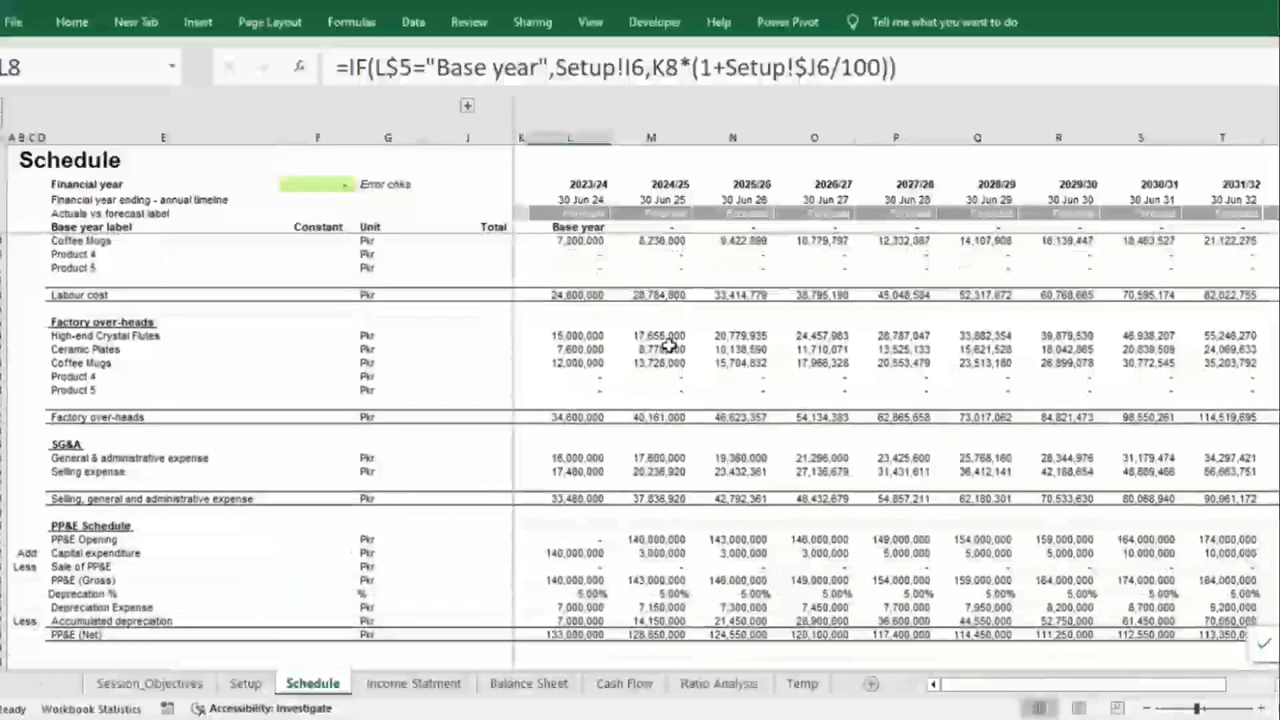 File Home New Tab Insert Page Layout Formulas Data Review Sharing View Developer Help Power Pivot Tell me what you want to do
L8 fx =IF(L$5="Base year",Setup!I6,K8*(1+Setup!$J6/100))
A B C D E F G J K L M N O P Q R S T
Schedule
Financial year - Error chks 2023/24 2024/25 2025/26 2026/27 2027/28 2028/29 2029/30 2030/31 2031/32
Financial year ending - annual timeline 30 Jun 24 30 Jun 25 30 Jun 26 30 Jun 27 30 Jun 28 30 Jun 29 30 Jun 30 30 Jun 31 30 Jun 32
Actuals vs forecast label
Base year label Constant Unit Total Base year - - - - - - - -
Coffee Mugs Pkr 7,200,000 8,236,000 9,422,899 10,779,797 12,332,087 14,107,908 16,139,447 18,463,527 21,122,275
Product 4 Pkr - - - - - - - - -
Product 5 Pkr - - - - - - - - -
Labour cost Pkr 24,600,000 28,784,800 33,414,779 38,795,190 45,048,584 52,317,672 60,768,665 70,595,174 82,022,755
Factory over-heads
High-end Crystal Flutes Pkr 15,000,000 17,655,000 20,779,935 24,457,983 28,787,047 33,882,354 39,879,530 46,938,207 55,246,270
Ceramic Plates Pkr 7,600,000 10,138,590 11,710,071 13,525,133 15,621,528 18,042,865 20,839,509 24,069,633
Coffee Mugs Pkr 12,000,000 13,728,000 15,704,832 17,966,328 20,553,479 23,513,180 26,899,078 30,772,545 35,203,792
Product 4 Pkr - - - - - - - - -
Product 5 Pkr - - - - - - - - -
Factory over-heads Pkr 34,600,000 40,161,000 46,623,357 54,134,383 62,865,658 73,017,062 84,821,473 98,550,261 114,519,695
SG&A
General & administrative expense Pkr 16,000,000 17,600,000 19,360,000 21,296,000 23,425,600 25,768,160 28,344,976 31,179,474 34,297,421
Selling expense Pkr 17,480,000 20,236,920 23,432,361 27,136,679 31,431,611 36,412,141 42,188,654 48,889,466 56,663,751
Selling, general and administrative expense Pkr 33,480,000 37,836,920 42,792,361 48,432,679 54,857,211 62,180,301 70,533,630 80,068,940 90,961,172
PP&E Schedule
PP&E Opening Pkr - 140,000,000 143,000,000 146,000,000 149,000,000 154,000,000 159,000,000 164,000,000 174,000,000
Add Capital expenditure Pkr 140,000,000 3,000,000 3,000,000 3,000,000 5,000,000 5,000,000 5,000,000 10,000,000 10,000,000
Less Sale of PP&E Pkr - - - - - - - - -
PP&E (Gross) Pkr 140,000,000 143,000,000 146,000,000 149,000,000 154,000,000 159,000,000 164,000,000 174,000,000 184,000,000
Depreciation % % 5.00% 5.00% 5.00% 5.00% 5.00% 5.00% 5.00% 5.00% 5.00%
Depreciation Expense Pkr 7,000,000 7,150,000 7,300,000 7,450,000 7,700,000 7,950,000 8,200,000 8,700,000 9,200,000
Less Accumulated depreciation Pkr 7,000,000 14,150,000 21,450,000 28,900,000 36,600,000 44,550,000 52,750,000 61,450,000 70,650,000
PP&E (Net) Pkr 133,000,000 128,850,000 124,550,000 120,100,000 117,400,000 114,450,000 111,250,000 112,550,000 113,350,0
Session_Objectives Setup Schedule Income Statment Balance Sheet Cash Flow Ratio Analysis Temp
Ready Workbook Statistics Accessibility: Investigate